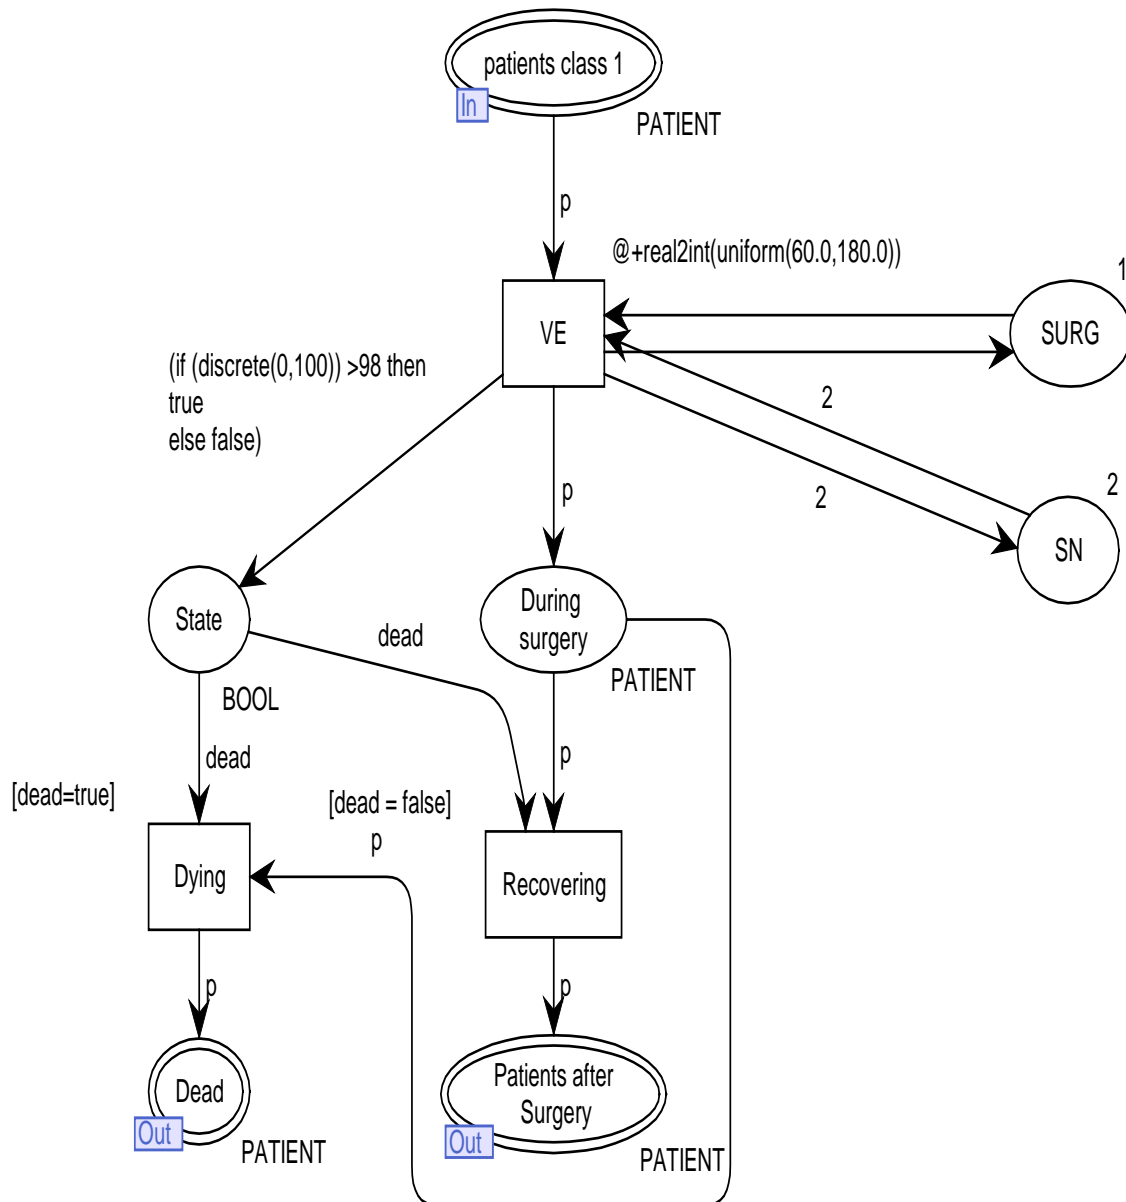 patients class 1
In
PATIENT
p
@+real2int(uniform(60.0,180.0))
1
VE
SURG
(if (discrete(0,100)) >98 then
true
else false)
2
p
2
2
SN
State
During
surgery
dead
BOOL
PATIENT
dead
p
[dead=true]
[dead = false]
p
Dying
Recovering
p
p
Dead
Patients after
Surgery
Out
Out
PATIENT
PATIENT